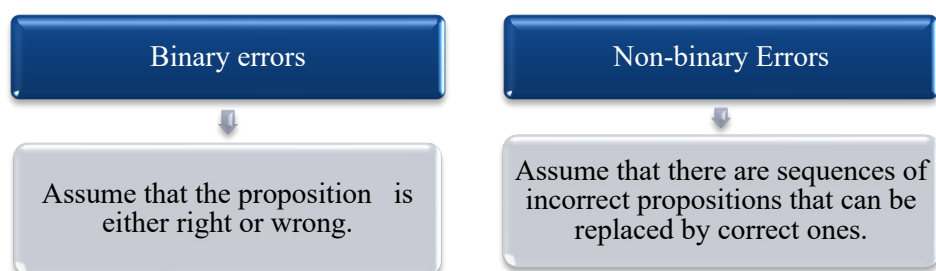 Binary errors
Assume that the proposition is
either right or wrong.
Non-binary Errors
Assume that there are sequences of
incorrect propositions that can be
replaced by correct ones.